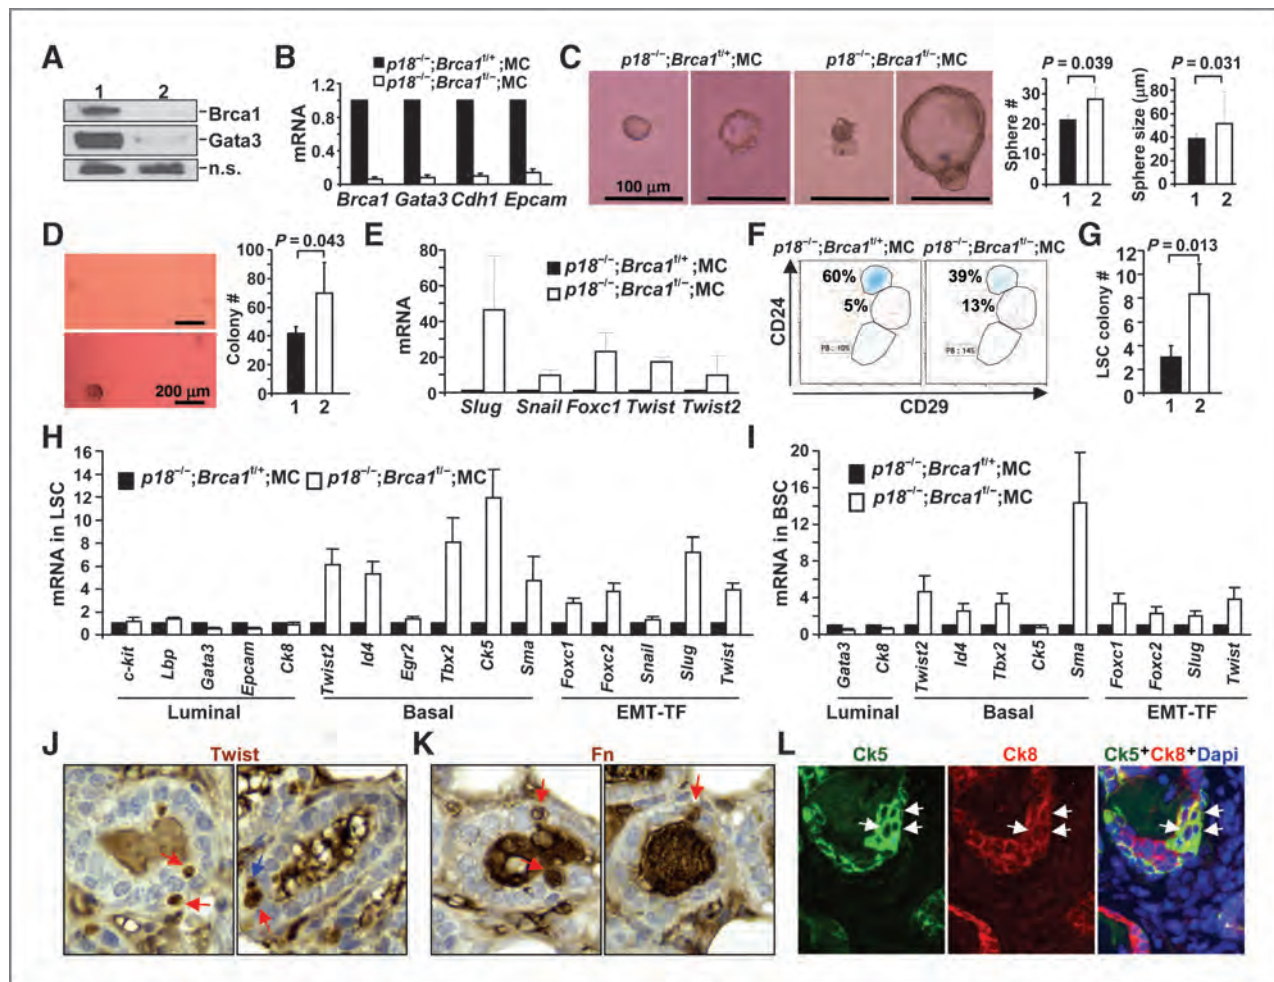 A
1 2
Brca1
Gata3
n.s.
B
p18−/−;Brca1f/+;MC
p18−/−;Brca1f/−;MC
mRNA
1.2
0.8
0.4
0
Brca1 Gata3 Cdh1 Epcam
C
p18−/−;Brca1f/+;MC p18−/−;Brca1f/−;MC
100 μm
P = 0.039
Sphere #
30
20
10
0
1 2
P = 0.031
Sphere size (μm)
80
60
40
20
0
1 2
D
200 μm
P = 0.043
Colony #
100
80
60
40
20
0
1 2
E
mRNA
80
60
40
20
0
p18−/−;Brca1f/+;MC
p18−/−;Brca1f/−;MC
Slug Snail Foxc1 Twist Twist2
F
p18−/−;Brca1f/+;MC p18−/−;Brca1f/−;MC
60% 39%
5% 13%
P8 : 14%
CD24
CD29
G
P = 0.013
LSC colony #
12
10
8
6
4
2
0
1 2
H
p18−/−;Brca1f/+;MC p18−/−;Brca1f/−;MC
mRNA in LSC
16
14
12
10
8
6
4
2
0
c-kit Lbp Gata3 Epcam Ck8 Twist2 Id4 Egr2 Tbx2 Ck5 Sma Foxc1 Foxc2 Snail Slug Twist
Luminal Basal EMT-TF
I
p18−/−;Brca1f/+;MC
p18−/−;Brca1f/−;MC
mRNA in BSC
20
16
12
8
4
0
Gata3 Ck8 Twist2 Id4 Tbx2 Ck5 Sma Foxc1 Foxc2 Slug Twist
Luminal Basal EMT-TF
J
Twist
K
Fn
L
Ck5 Ck8 Ck5+Ck8+Dapi